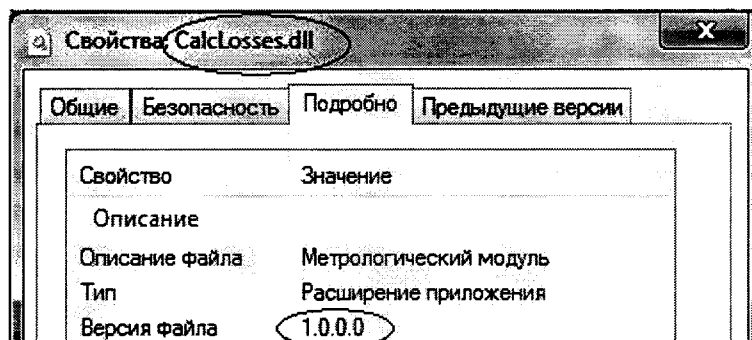 Свойства: CalcLosses.dll
Общие Безопасность Подробно Предыдущие версии
Свойство Значение
Описание
Описание файла Метрологический модуль
Тип Расширение приложения
Версия файла 1.0.0.0